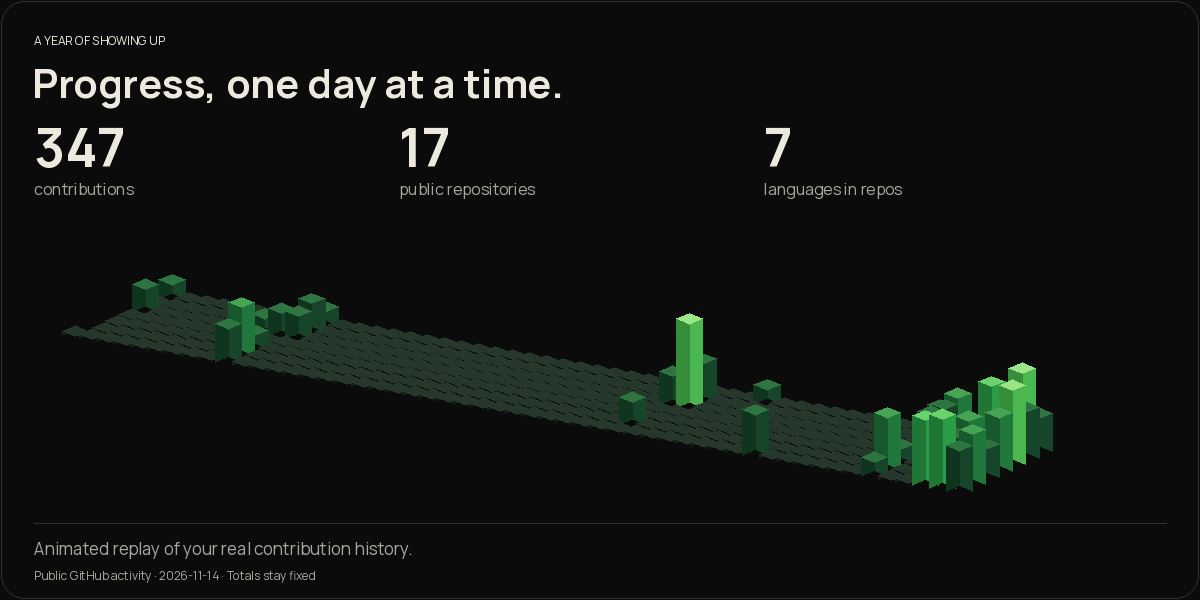 A YEAR OF SHOWING UP
Progress, one day at a time.
347
17
7
contributions
public repositories
languages in repos
Animated replay of your real contribution history.
Public GitHub activity · 2026-11-14 · Totals stay fixed